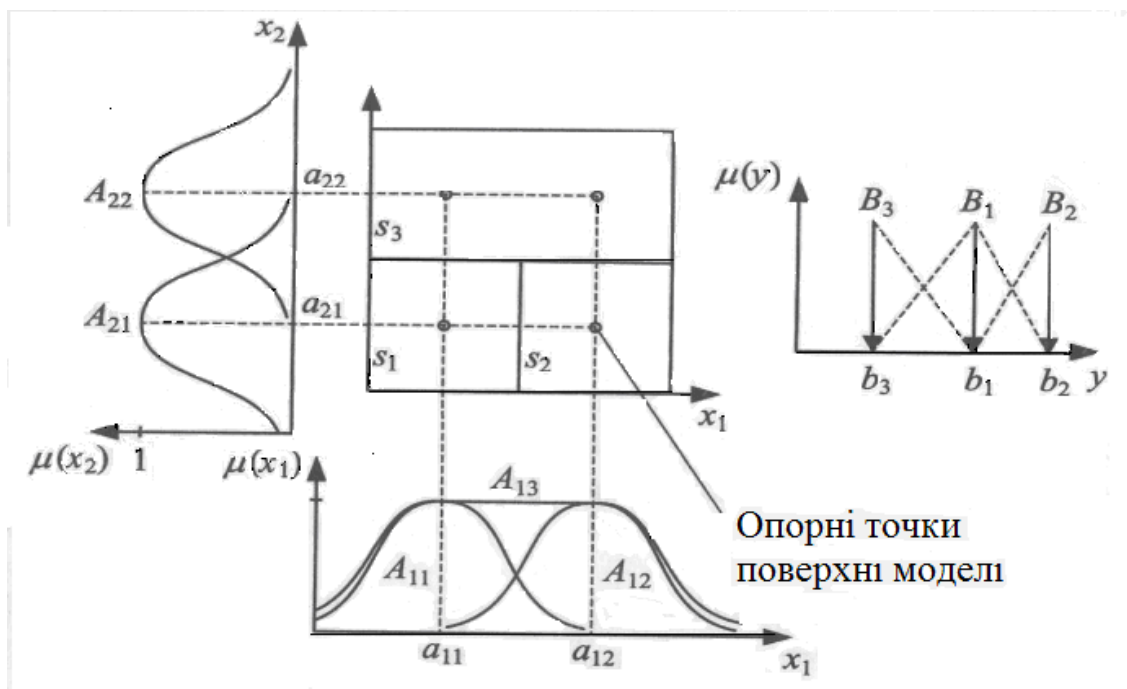 x₂
μ(y)
A₂₂
a₂₂
B₃ B₁ B₂
s₃
A₂₁
a₂₁
s₁ s₂
b₃ b₁ b₂ y
x₁
μ(x₂) 1 μ(x₁)
A₁₃
Опорні точки
поверхні моделі
A₁₁ A₁₂
a₁₁ a₁₂ x₁